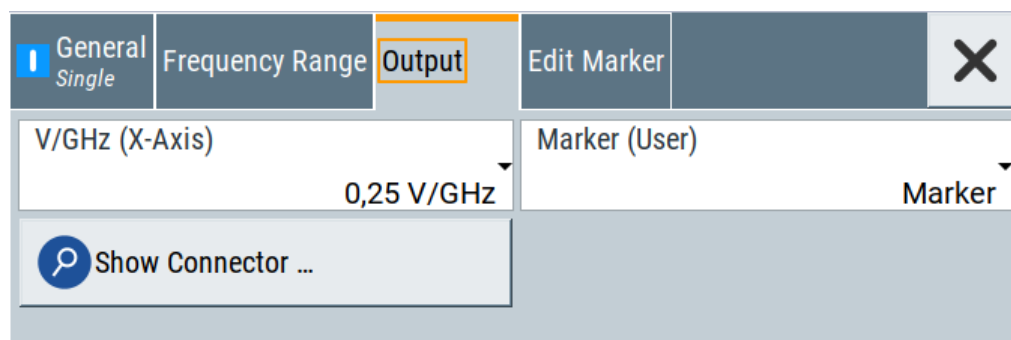 General
Single
Frequency Range
Output
Edit Marker
V/GHz (X-Axis)
0,25 V/GHz
Marker (User)
Marker
Show Connector ...